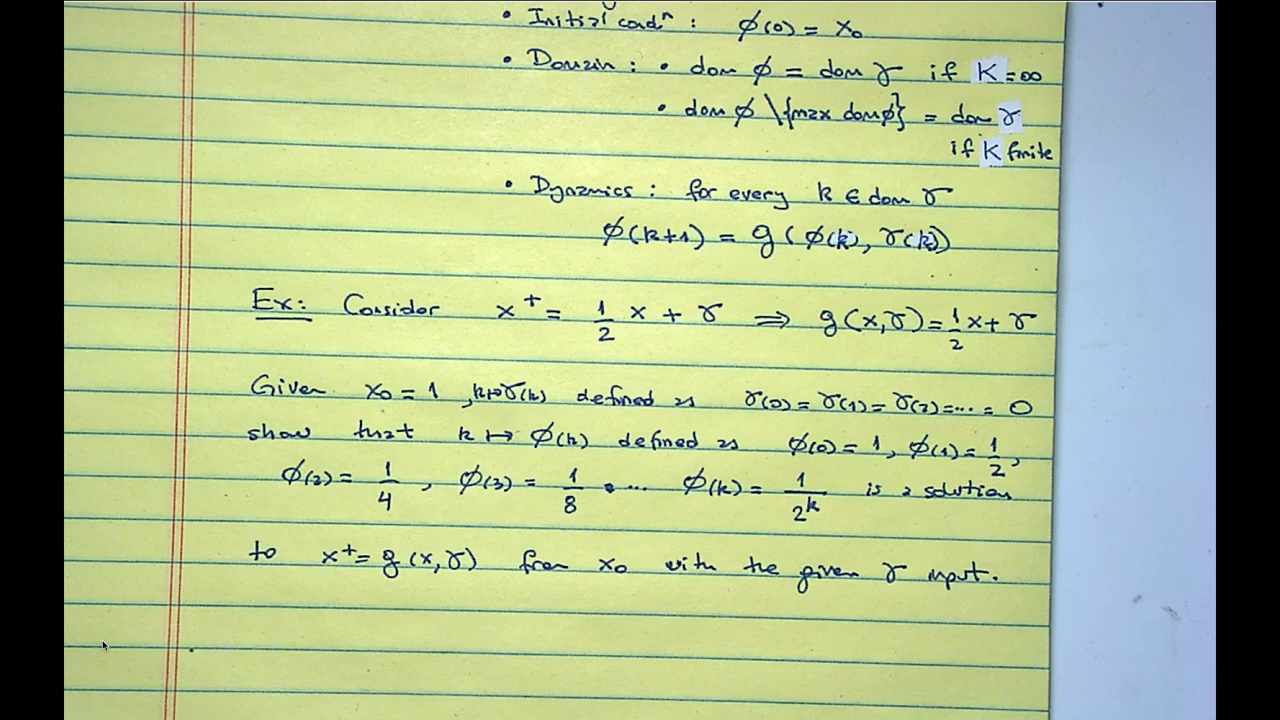 • Initial condⁿ : ϕ(0) = x₀
• Domain : • dom ϕ = dom γ if K = ∞
• dom ϕ \ {max dom ϕ} = dom γ
if K finite
• Dynamics : for every k ∈ dom γ
ϕ(k+1) = g(ϕ(k), γ(k))
Ex: Consider x⁺ = 1/2 x + γ ⇒ g(x,γ) = 1/2 x + γ
Given x₀ = 1 , k ↦ γ(k) defined as γ(0) = γ(1) = γ(2) = ... = 0
show that k ↦ ϕ(k) defined as ϕ(0) = 1, ϕ(1) = 1/2,
ϕ(2) = 1/4 , ϕ(3) = 1/8 . ... ϕ(k) = 1/2ᵏ is a solution
to x⁺ = g(x,γ) from x₀ with the given γ input.